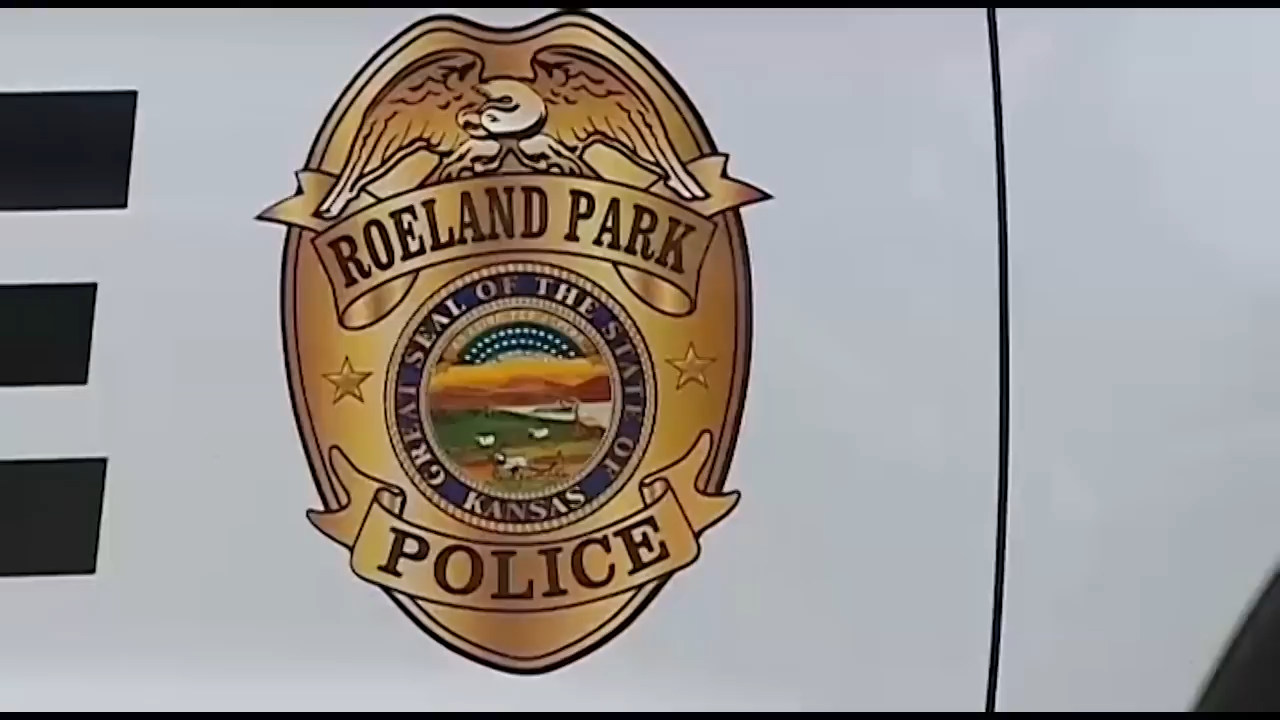 ROELAND PARK
GREAT SEAL OF THE STATE OF
KANSAS
POLICE